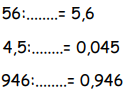 56:........= 5,6
4,5:........= 0,045
946:........= 0,946